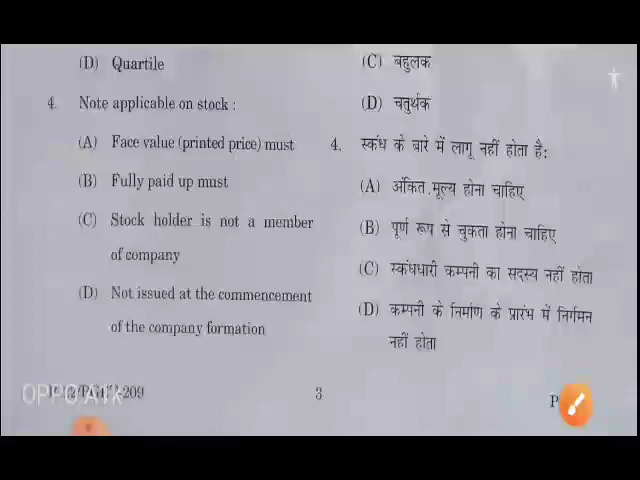 (D) Quartile
4. Note applicable on stock :
(A) Face value (printed price) must
(B) Fully paid up must
(C) Stock holder is not a member
of company
(D) Not issued at the commencement
of the company formation
(C) बहुलक
(D) चतुर्थक
4. स्कंध के बारे में लागू नहीं होता है:
(A) अंकित मूल्य होना चाहिए
(B) पूर्ण रूप से चुकता होना चाहिए
(C) स्कंधधारी कम्पनी का सदस्य नहीं होता
(D) कम्पनी के निर्माण के प्रारंभ में निर्गमन
नहीं होता
3
P
OPPO A1k